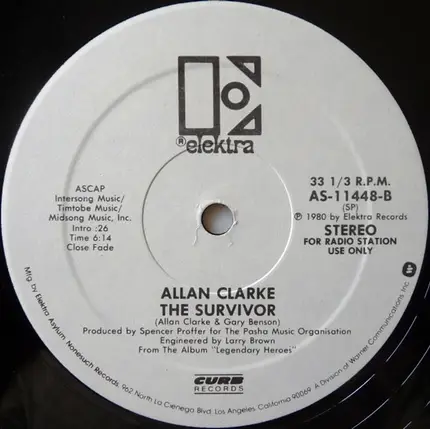 ® elektra
ASCAP
Intersong Music/
Timtobe Music/
Midsong Music, Inc.
Intro :26
Time 6:14
Close Fade
33 1/3 R.P.M.
AS-11448-B
(SP)
℗ 1980 by Elektra Records
STEREO
FOR RADIO STATION
USE ONLY
ALLAN CLARKE
THE SURVIVOR
(Allan Clarke & Gary Benson)
Produced by Spencer Proffer for The Pasha Music Organisation
Engineered by Larry Brown
From The Album "Legendary Heroes"
CURB
RECORDS
Mfg by Elektra Asylum Nonesuch Records 962 North La Cienega Blvd. Los Angeles, California 90069. A Division of Warner Communications Inc.